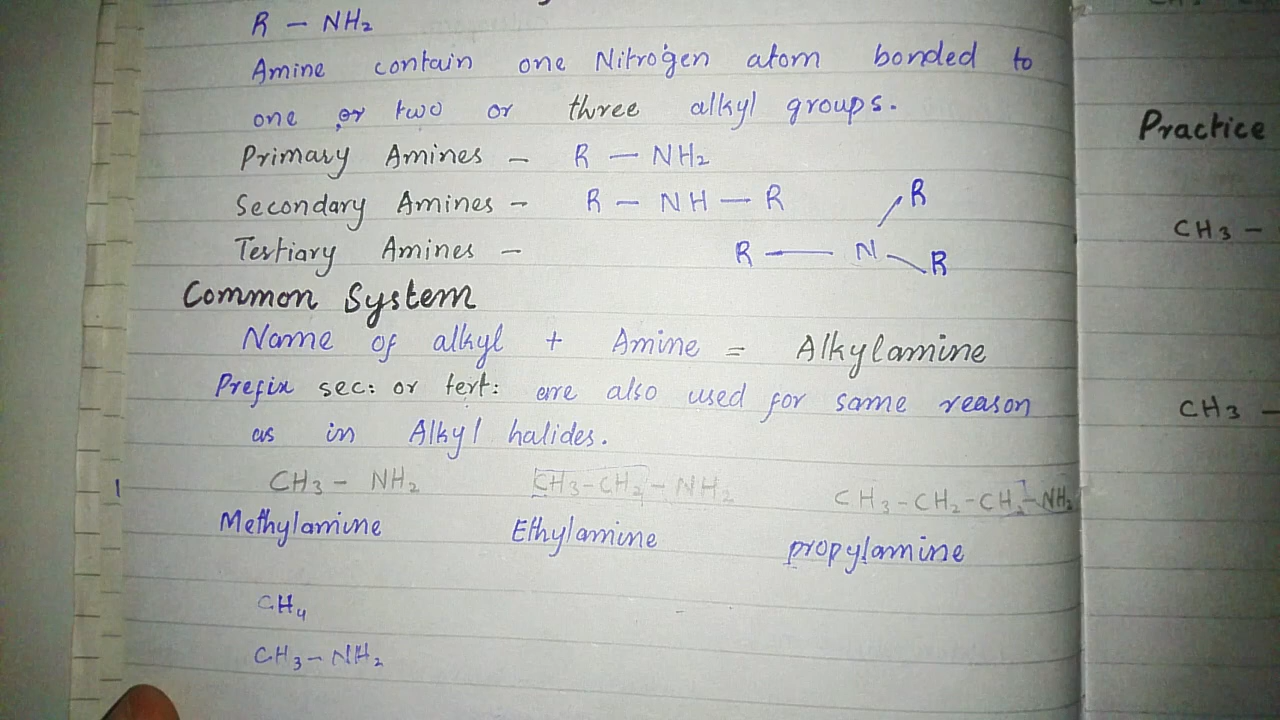 R – NH₂
Amine contain one Nitrogen atom bonded to
one or two or three alkyl groups.
Primary Amines – R – NH₂
Secondary Amines – R – NH – R
R
Tertiary Amines – R – N – R
Common System
Name of alkyl + Amine = Alkylamine
Prefix sec: or tert: are also used for same reason
as in Alkyl halides.
1 CH₃ – NH₂ CH₃–CH₂–NH₂ CH₃–CH₂–CH₂–NH₂
Methylamine Ethylamine propylamine
CH₄
CH₃–NH₂
Practice
CH₃ –
CH₃ –